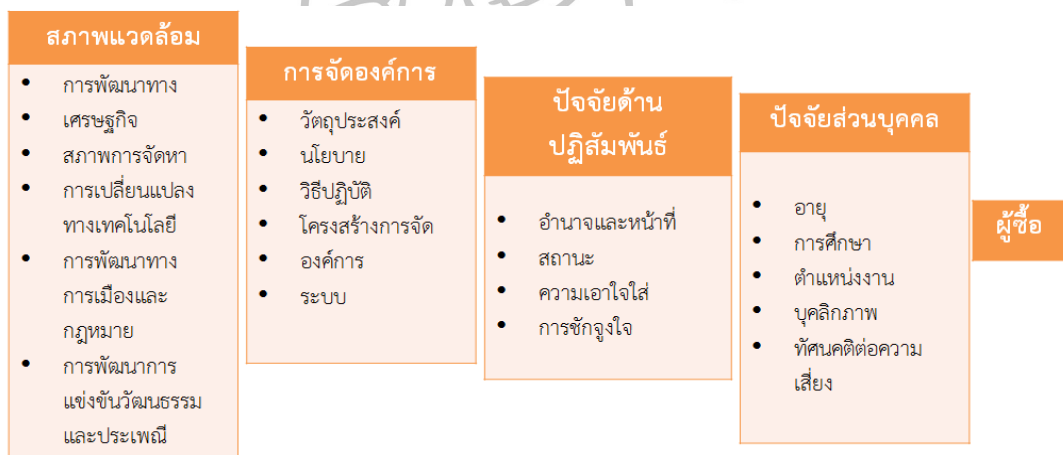 สภาพแวดล้อม
• การพัฒนาทาง
• เศรษฐกิจ
• สภาพการจัดหา
• การเปลี่ยนแปลง
ทางเทคโนโลยี
• การพัฒนาทาง
การเมืองและ
กฎหมาย
• การพัฒนาการ
แข่งขันวัฒนธรรม
และประเพณี
การจัดองค์การ
• วัตถุประสงค์
• นโยบาย
• วิธีปฏิบัติ
• โครงสร้างการจัด
• องค์การ
• ระบบ
ปัจจัยด้าน
ปฏิสัมพันธ์
• อำนาจและหน้าที่
• สถานะ
• ความเอาใจใส่
• การชักจูงใจ
ปัจจัยส่วนบุคคล
• อายุ
• การศึกษา
• ตำแหน่งงาน
• บุคลิกภาพ
• ทัศนคติต่อความ
เสี่ยง
ผู้ซื้อ